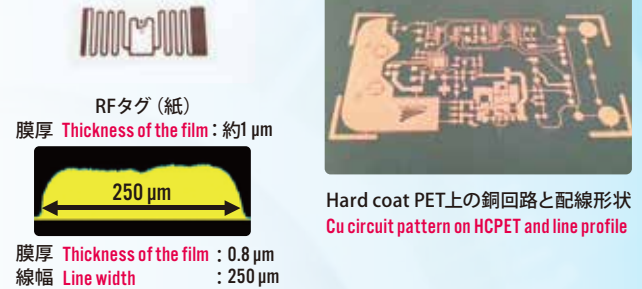 RFタグ（紙）
膜厚 Thickness of the film：約1 μm
250 μm
膜厚 Thickness of the film：0.8 μm
線幅 Line width：250 μm
Hard coat PET上の銅回路と配線形状
Cu circuit pattern on HCPET and line profile